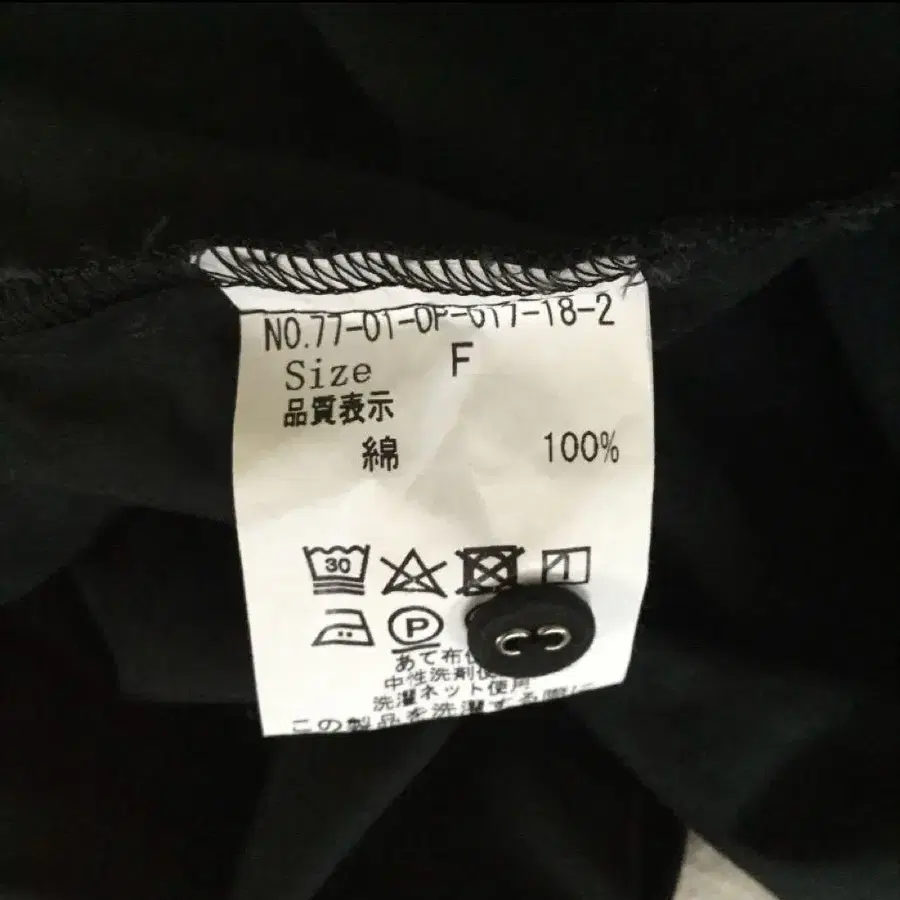 NO.77-01-OP-017-18-2
Size F
品質表示
綿 100%
30
P
あて布使
中性洗剤使
洗濯ネット使用
この製品を洗濯する際に